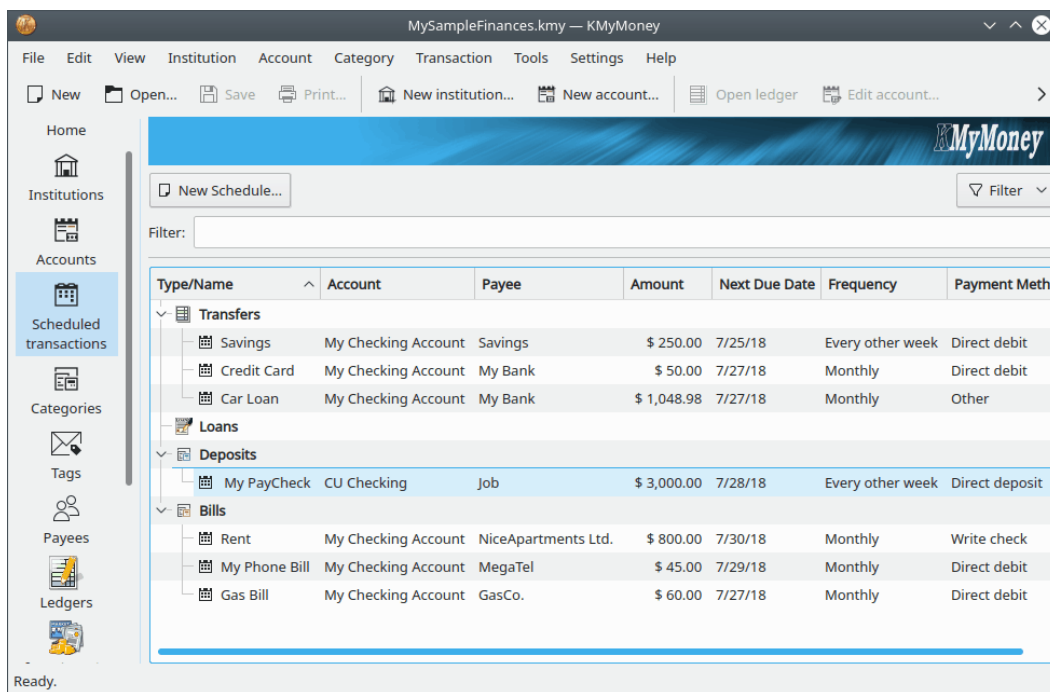 MySampleFinances.kmy — KMyMoney
File Edit View Institution Account Category Transaction Tools Settings Help
New Open... Save Print... New institution... New account... Open ledger Edit account...
Home
Institutions
Accounts
Scheduled
transactions
Categories
Tags
Payees
Ledgers
KMyMoney
New Schedule... Filter
Filter:
Type/Name Account Payee Amount Next Due Date Frequency Payment Meth
Transfers
Savings My Checking Account Savings $ 250.00 7/25/18 Every other week Direct debit
Credit Card My Checking Account My Bank $ 50.00 7/27/18 Monthly Direct debit
Car Loan My Checking Account My Bank $ 1,048.98 7/27/18 Monthly Other
Loans
Deposits
My PayCheck CU Checking Job $ 3,000.00 7/28/18 Every other week Direct deposit
Bills
Rent My Checking Account NiceApartments Ltd. $ 800.00 7/30/18 Monthly Write check
My Phone Bill My Checking Account MegaTel $ 45.00 7/29/18 Monthly Direct debit
Gas Bill My Checking Account GasCo. $ 60.00 7/27/18 Monthly Direct debit
Ready.